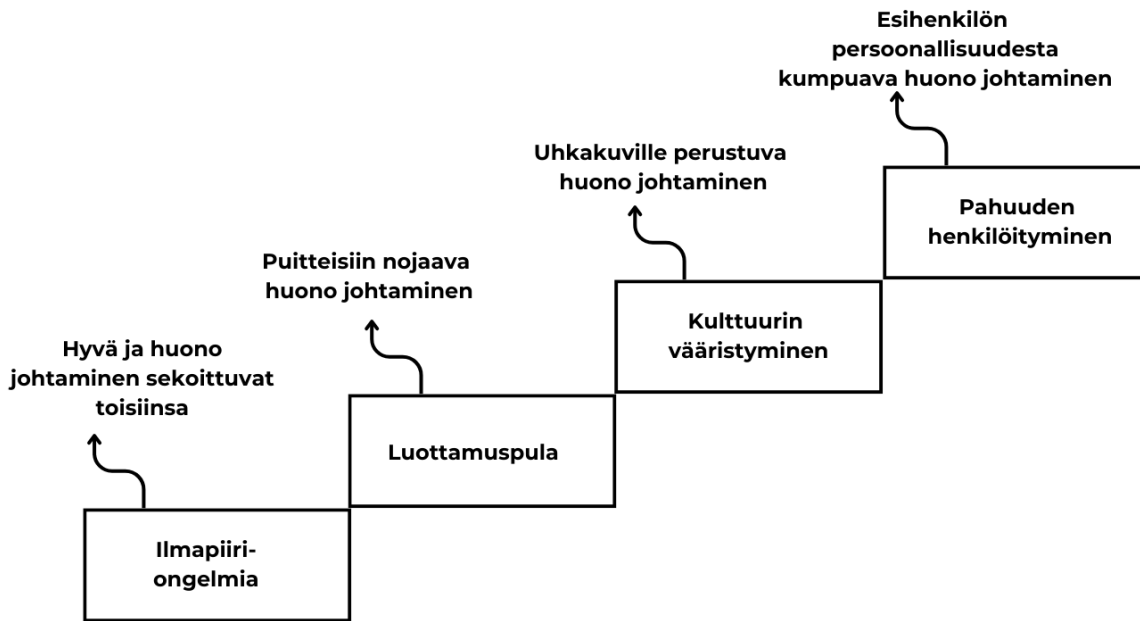 Esihenkilön
persoonallisuudesta
kumpuava huono johtaminen
Uhkakuville perustuva
huono johtaminen
Pahuuden
henkilöityminen
Puitteisiin nojaava
huono johtaminen
Kulttuurin
vääristyminen
Hyvä ja huono
johtaminen sekoittuvat
toisiinsa
Luottamuspula
Ilmapiiri-
ongelmia